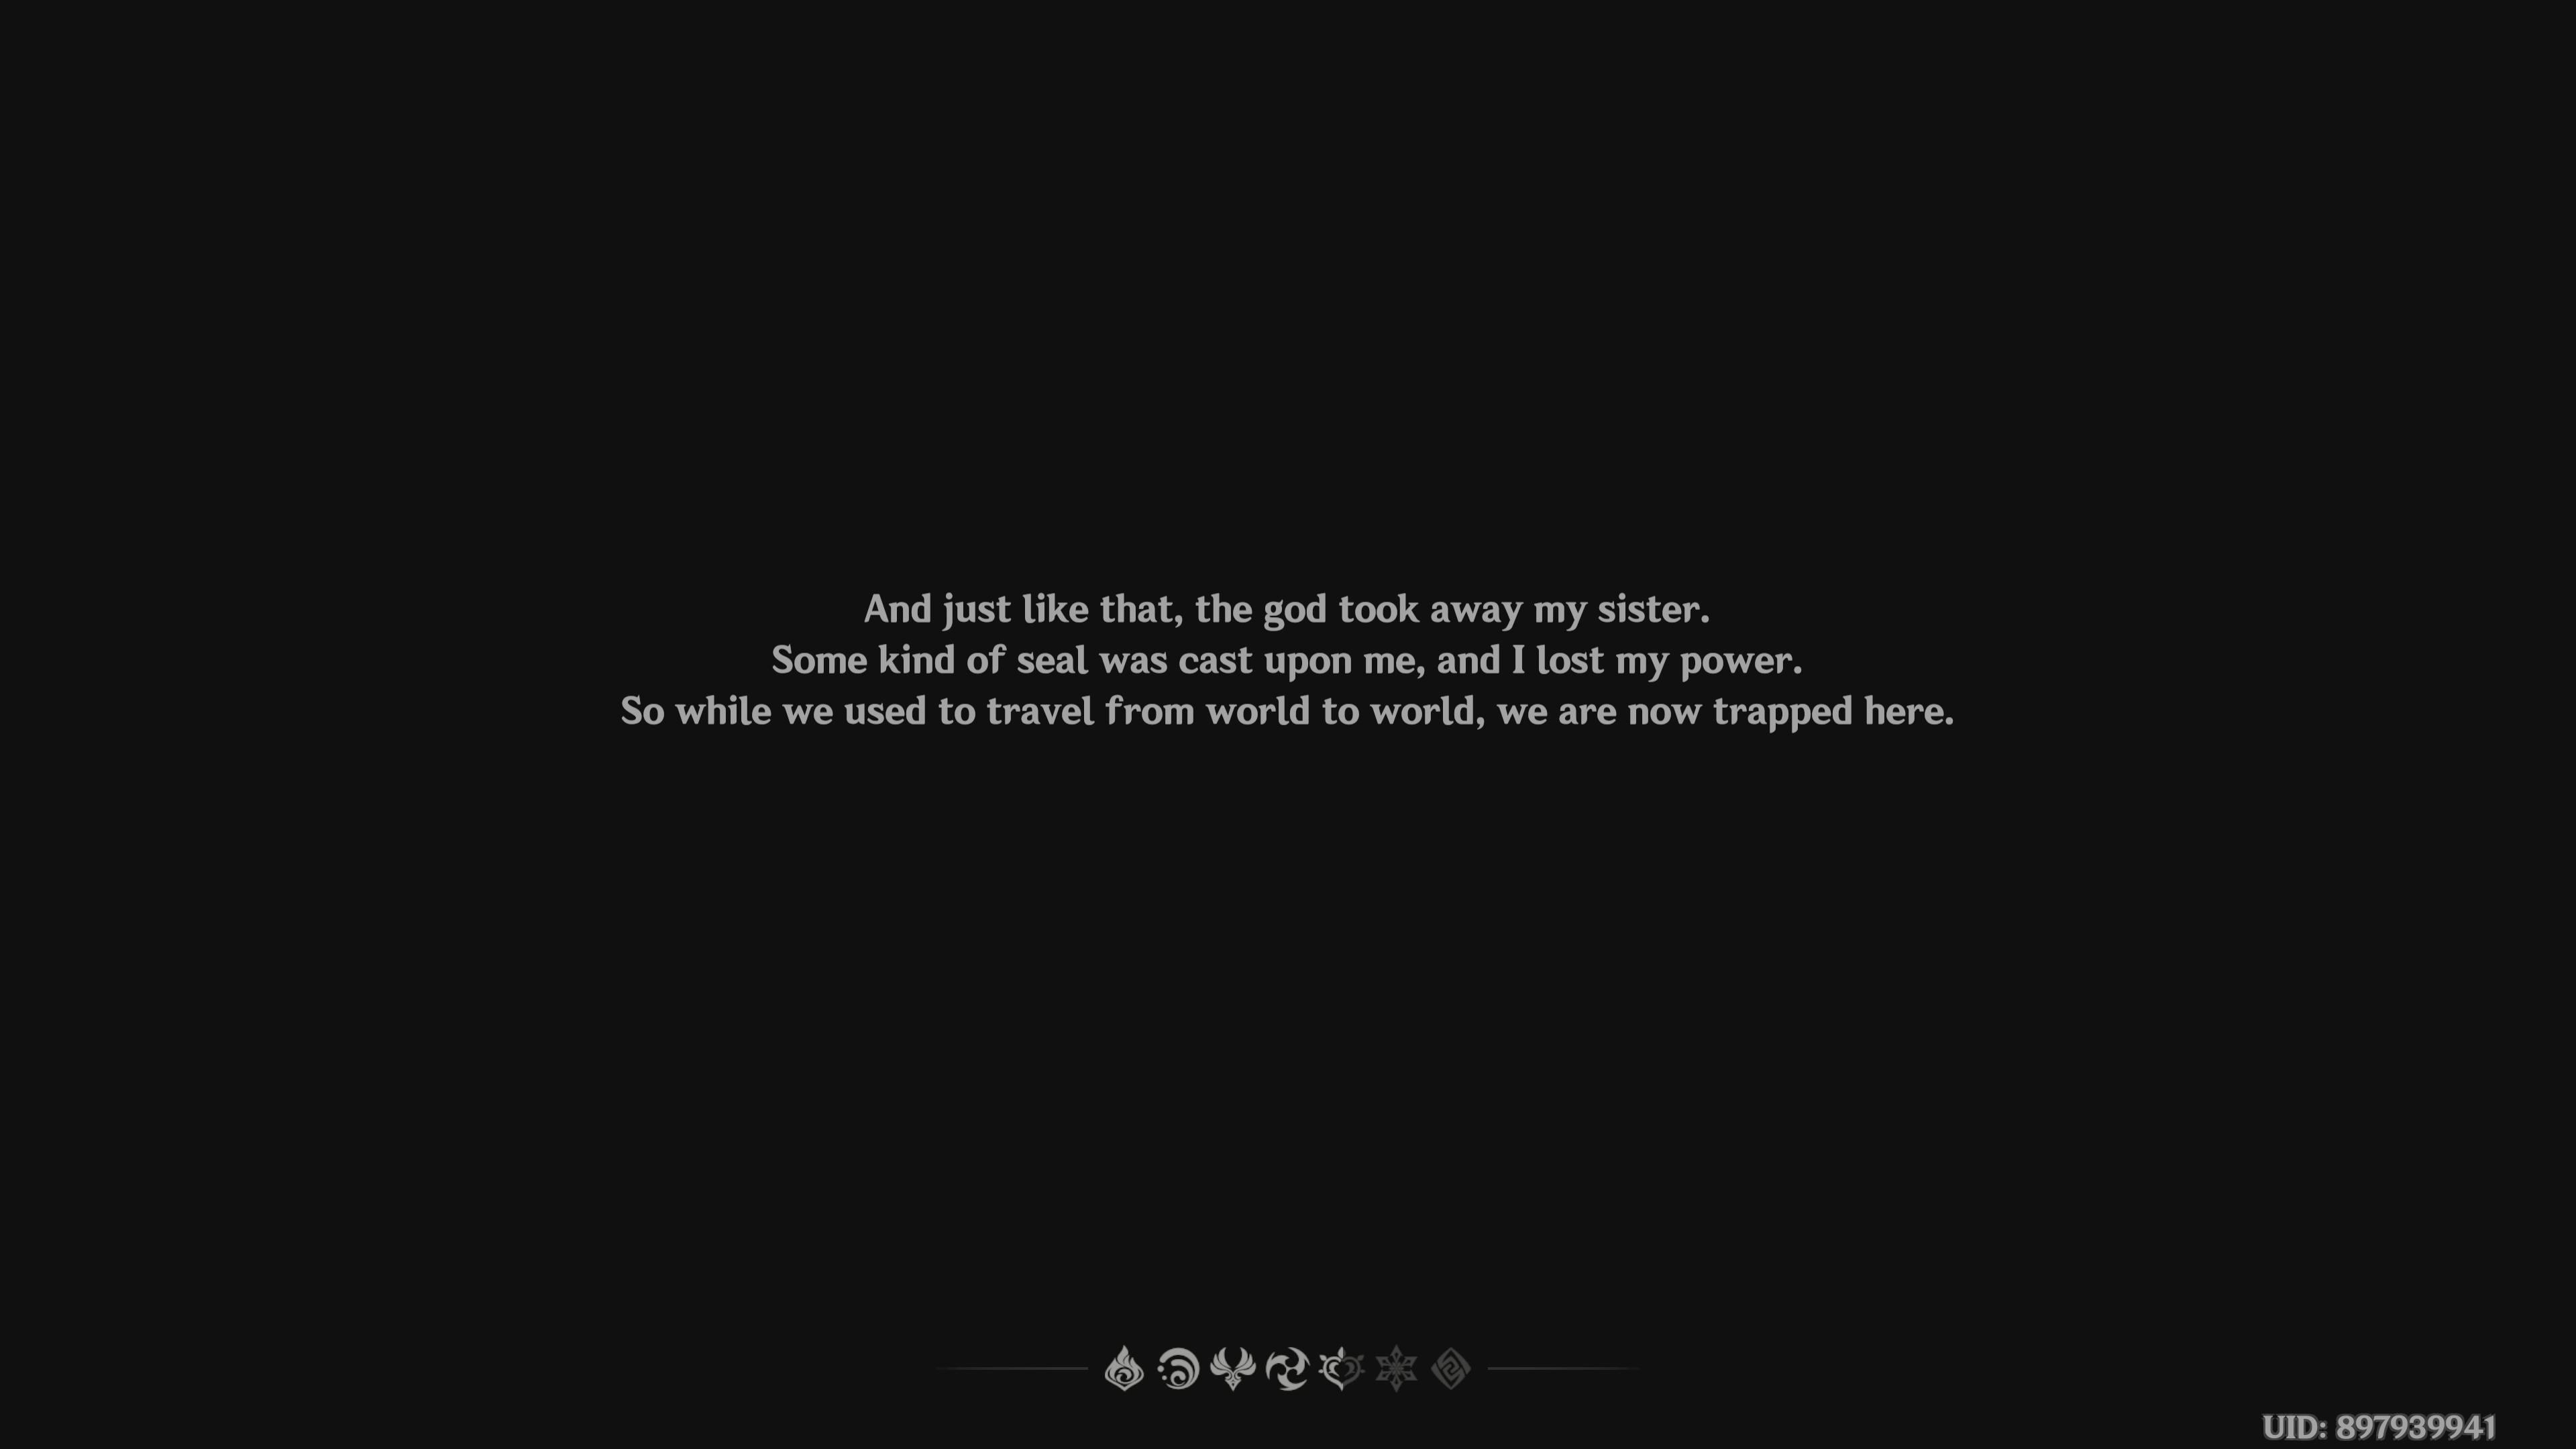 And just like that, the god took away my sister.
Some kind of seal was cast upon me, and I lost my power.
So while we used to travel from world to world, we are now trapped here.
UID: 897939941